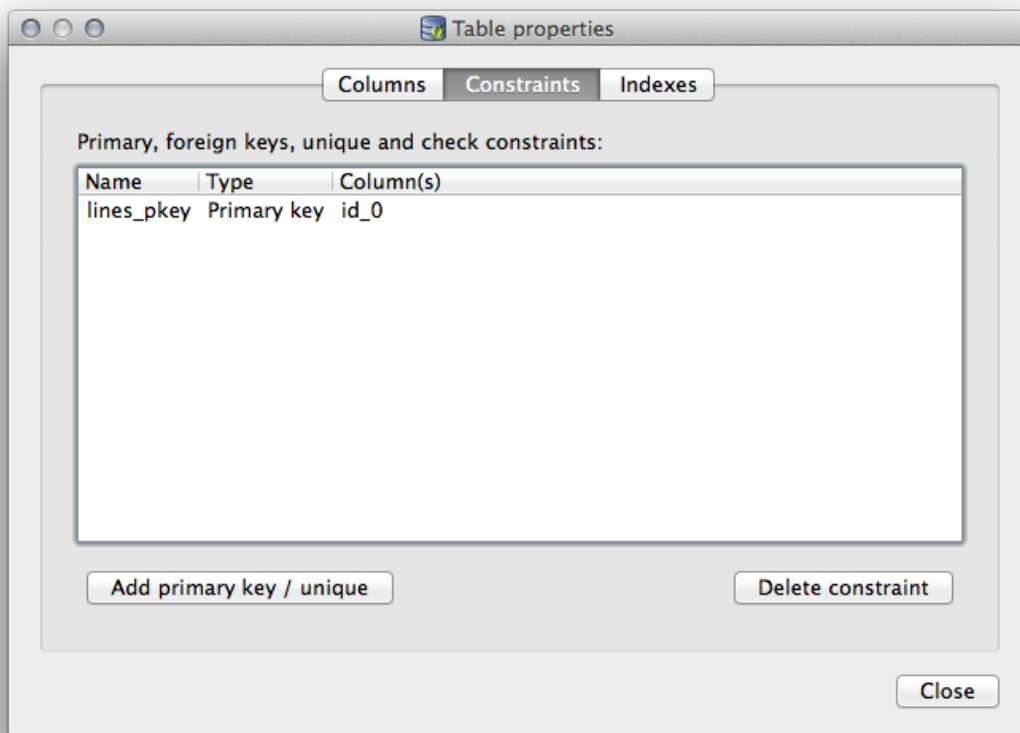 Table properties
Columns Constraints Indexes
Primary, foreign keys, unique and check constraints:
Name Type Column(s)
lines_pkey Primary key id_0
Add primary key / unique Delete constraint
Close